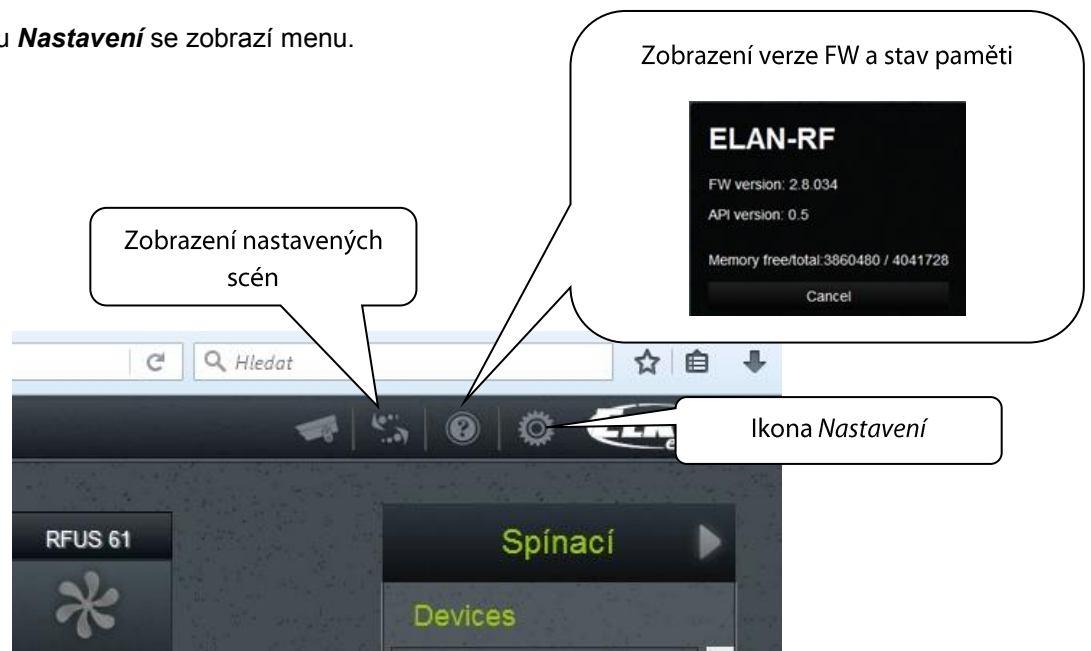 u Nastavení se zobrazí menu.
Zobrazení verze FW a stav paměti
ELAN-RF
FW version: 2.8.034
API version: 0.5
Memory free/total:3860480 / 4041728
Cancel
Zobrazení nastavených
scén
Hledat
Ikona Nastavení
RFUS 61
Spínací
Devices